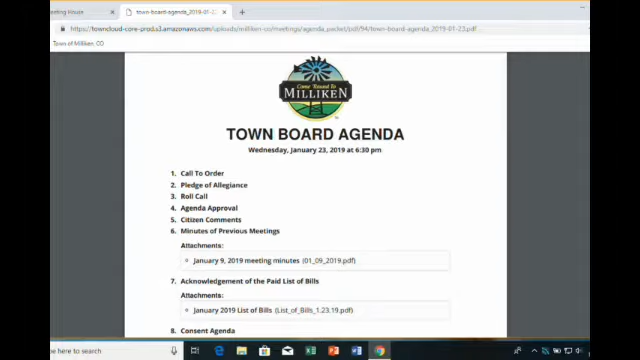 town-board-agenda_2019-01-2
https://towncloud-core-prod.s3.amazonaws.com/uploads/milliken-co/meetings/agenda_packet/pdf/94/town-board-agenda_2019-01-23.pdf...
Town of Milliken, CO
Come 'Round To
MILLIKEN
TOWN BOARD AGENDA
Wednesday, January 23, 2019 at 6:30 pm
1. Call To Order
2. Pledge of Allegiance
3. Roll Call
4. Agenda Approval
5. Citizen Comments
6. Minutes of Previous Meetings
Attachments:
January 9, 2019 meeting minutes (01_09_2019.pdf)
7. Acknowledgement of the Paid List of Bills
Attachments:
January 2019 List of Bills (List_of_Bills_1.23.19.pdf)
8. Consent Agenda
here to search